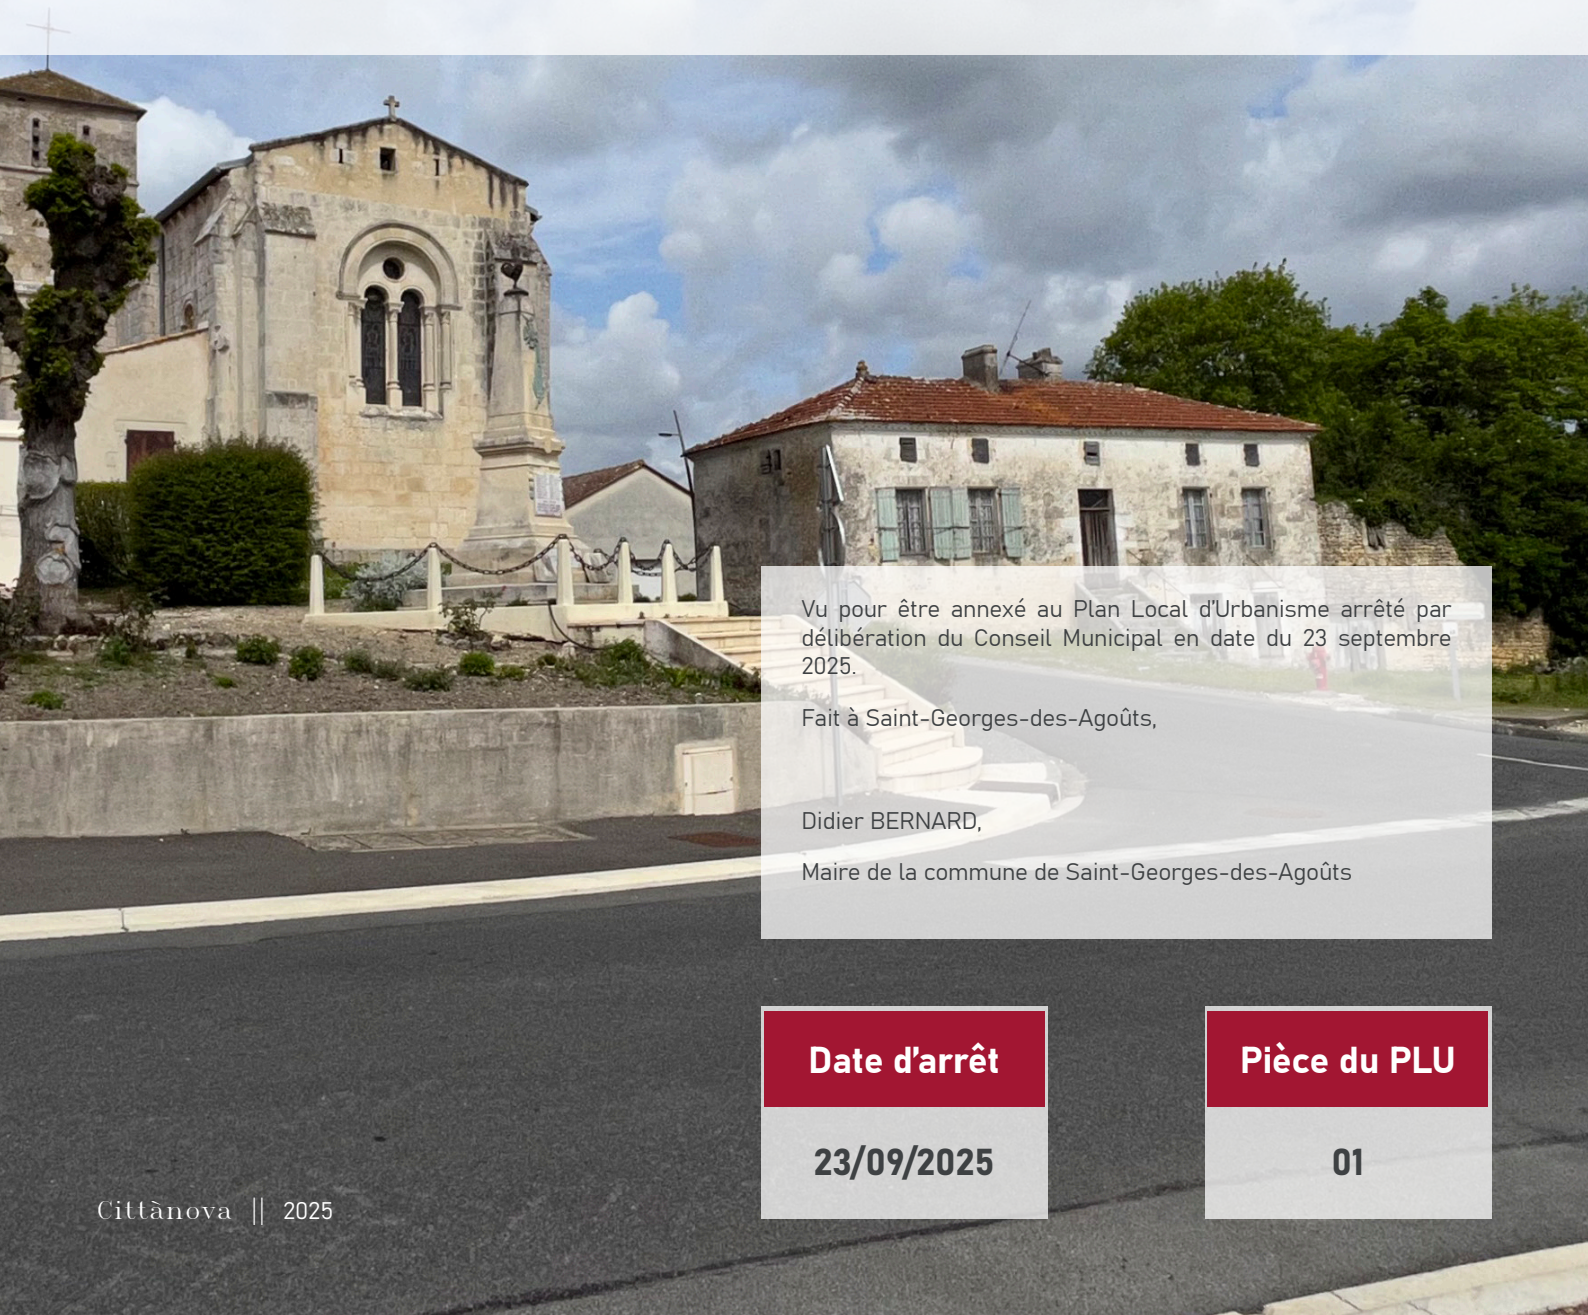 Vu pour être annexé au Plan Local d'Urbanisme arrêté par
délibération du Conseil Municipal en date du 23 septembre
2025.
Fait à Saint-Georges-des-Agoûts,
Didier BERNARD,
Maire de la commune de Saint-Georges-des-Agoûts
Date d'arrêt
Pièce du PLU
23/09/2025
01
Cittànova || 2025